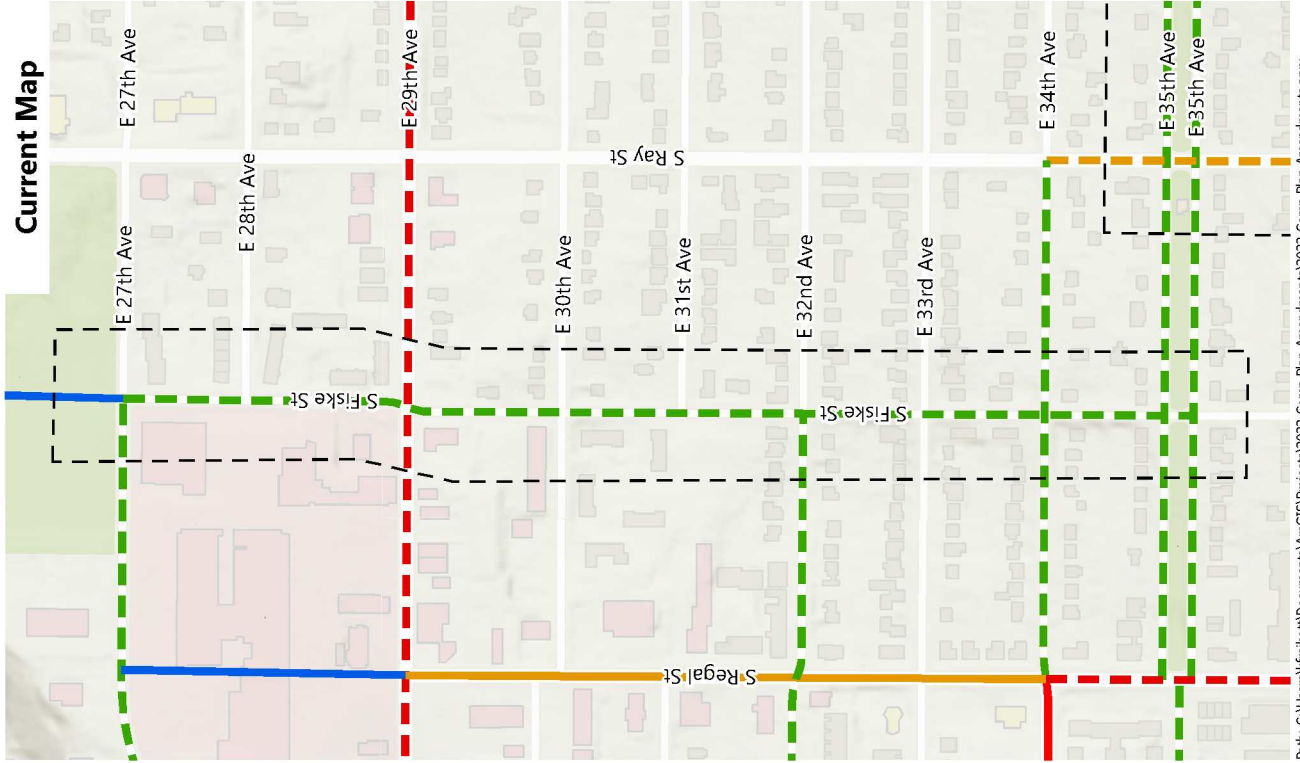 Current Map
E 27th Ave
E 29th Ave
E 34th Ave
E 35th Ave
E 35th Ave
S Ray St
E 28th Ave
E 27th Ave
E 30th Ave
E 31st Ave
E 32nd Ave
E 33rd Ave
S Fiske St
S Fiske St
S Regal St